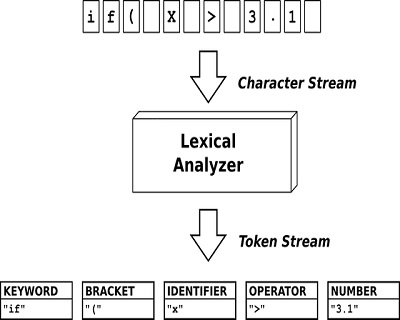 i f ( X > 3 . 1
Character Stream
Lexical
Analyzer
Token Stream
KEYWORD BRACKET IDENTIFIER OPERATOR NUMBER
"if" "(" "x" ">" "3.1"